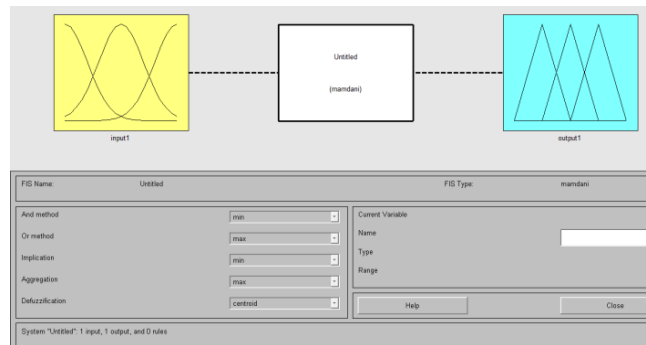 Untitled
(mamdani)
input1
output1
FIS Name: Untitled FIS Type: mamdani
And method min
Or method max
Implication min
Aggregation max
Defuzzification centroid
Current Variable
Name
Type
Range
Help Close
System "Untitled": 1 input, 1 output, and 0 rules